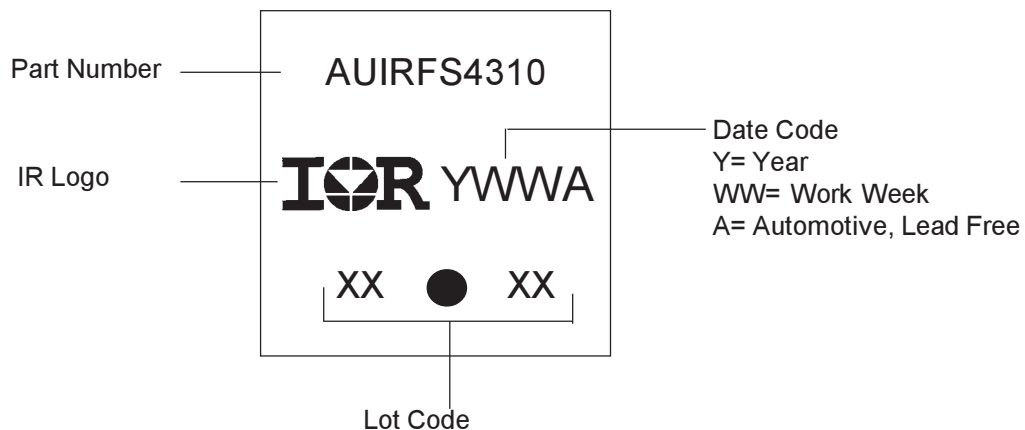 Part Number
AUIRFS4310
IR Logo
IOR YWWA
Date Code
Y= Year
WW= Work Week
A= Automotive, Lead Free
XX ● XX
Lot Code